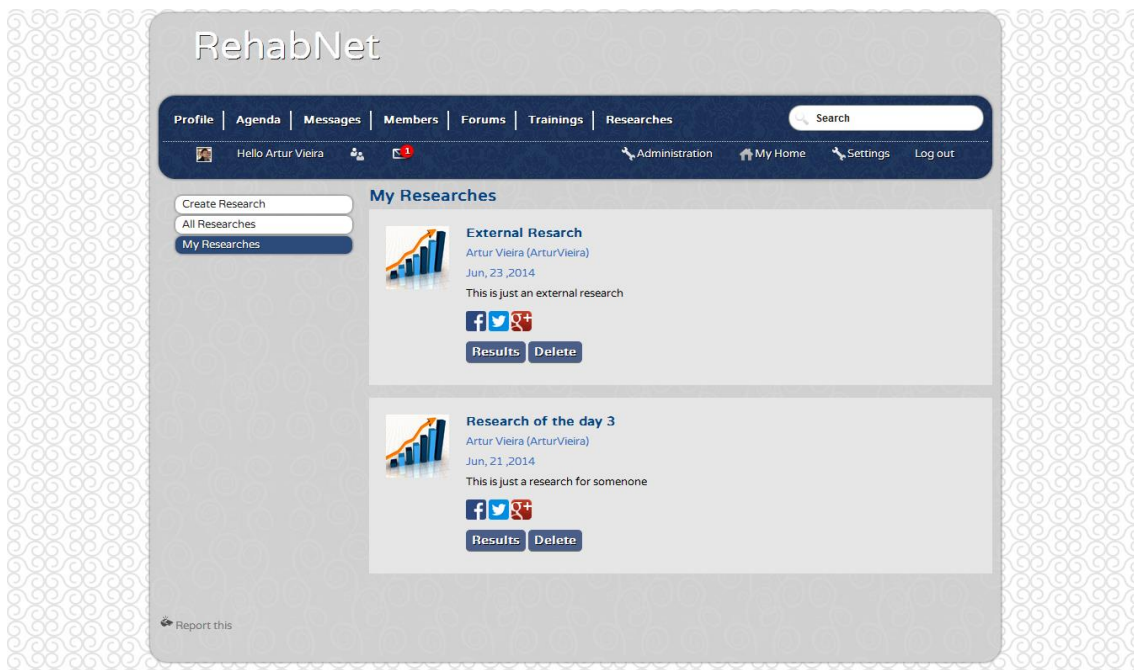 RehabNet
Profile | Agenda | Messages | Members | Forums | Trainings | Researches
Search
Hello Artur Vieira
1
Administration
My Home
Settings
Log out
Create Research
All Researches
My Researches
My Researches
External Resarch
Artur Vieira (ArturVieira)
Jun, 23 ,2014
This is just an external research
Results Delete
Research of the day 3
Artur Vieira (ArturVieira)
Jun, 21 ,2014
This is just a research for somenone
Results Delete
Report this